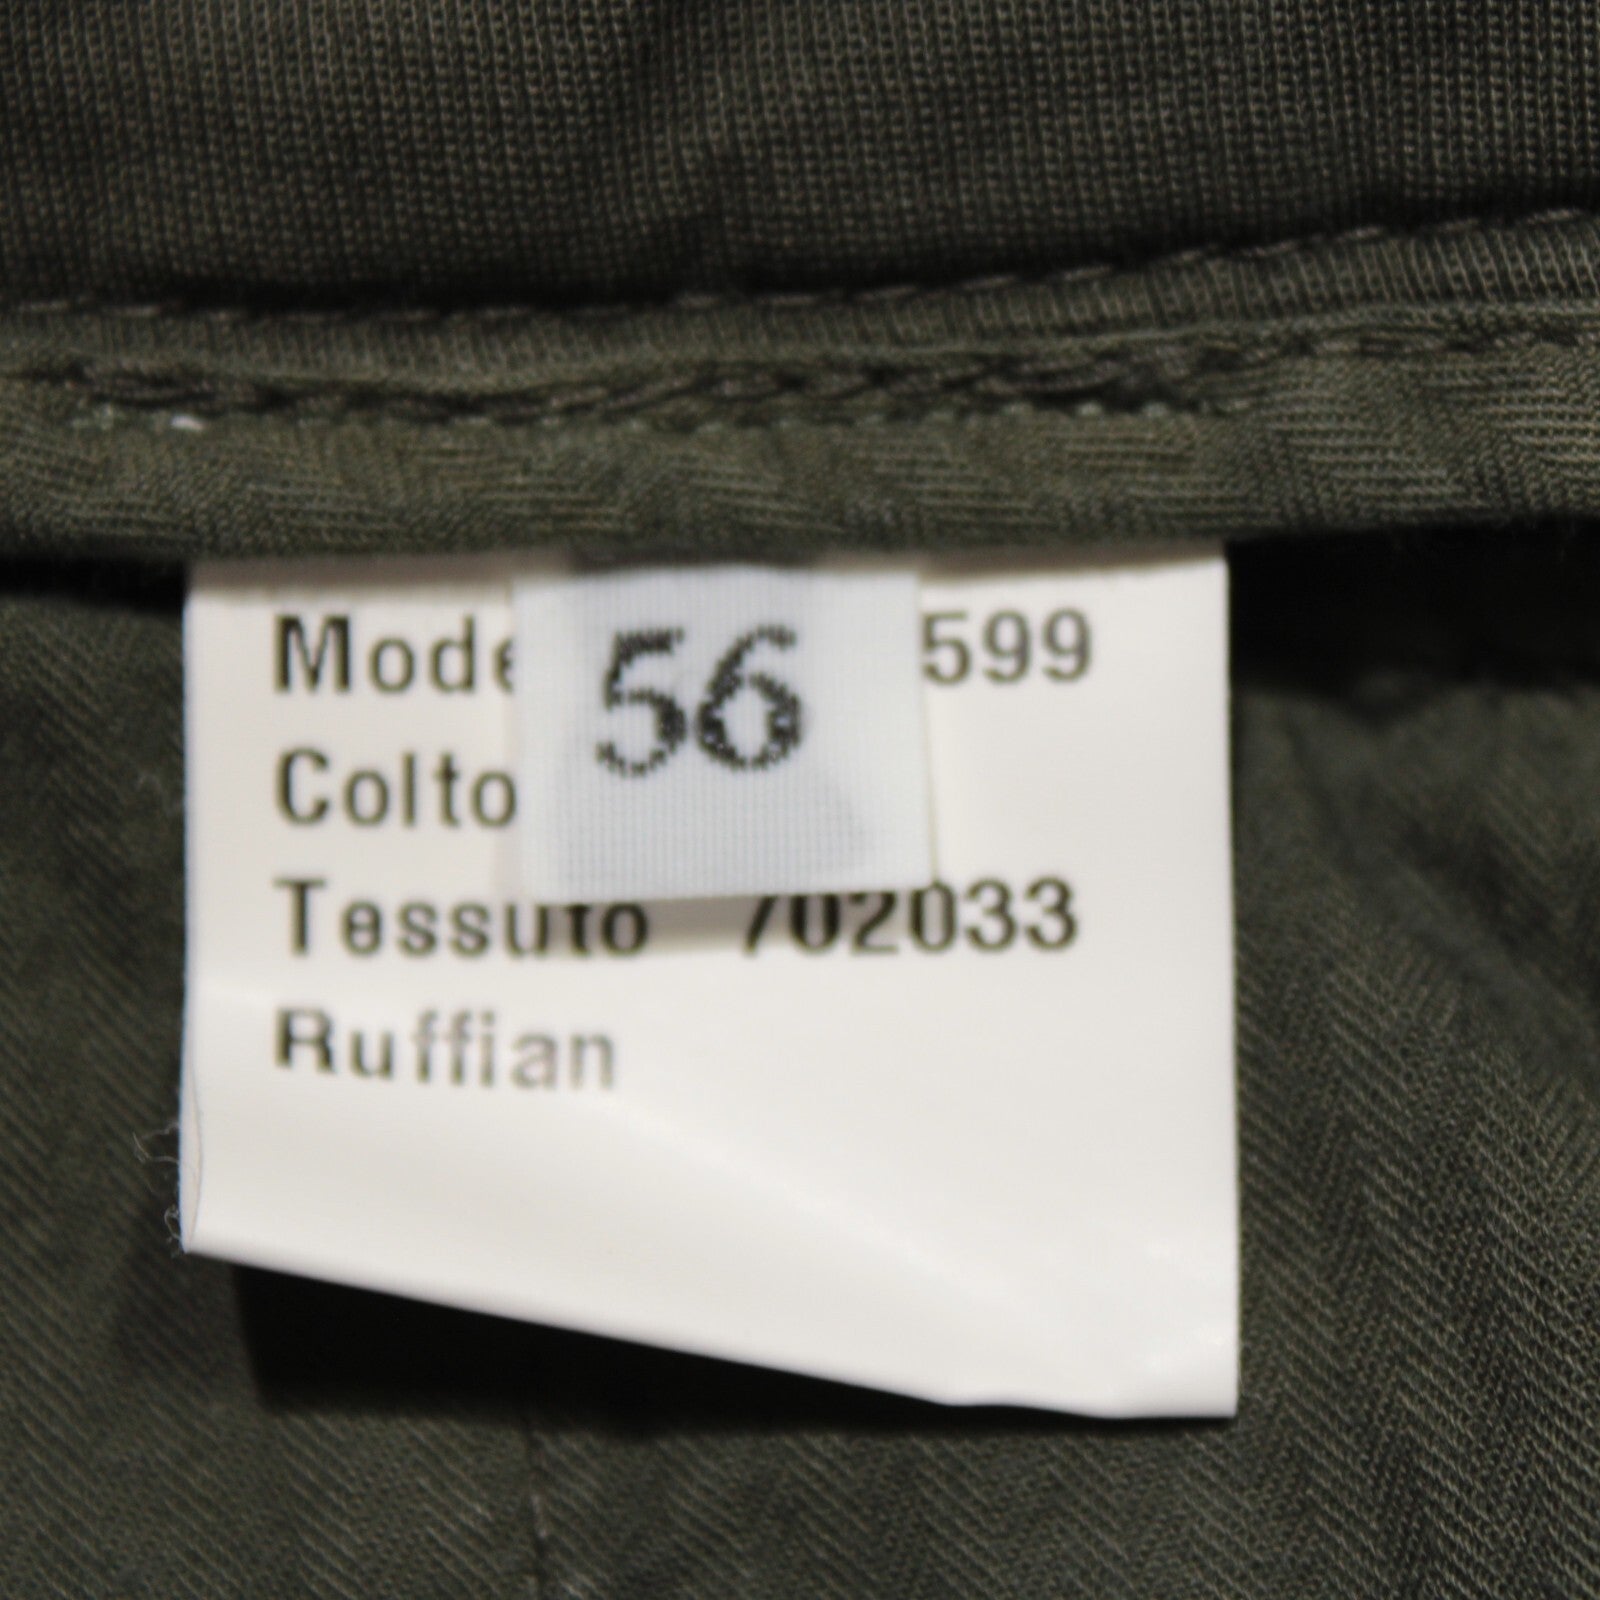 56
Mode 599
Colto
Tessuto 702033
Ruffian